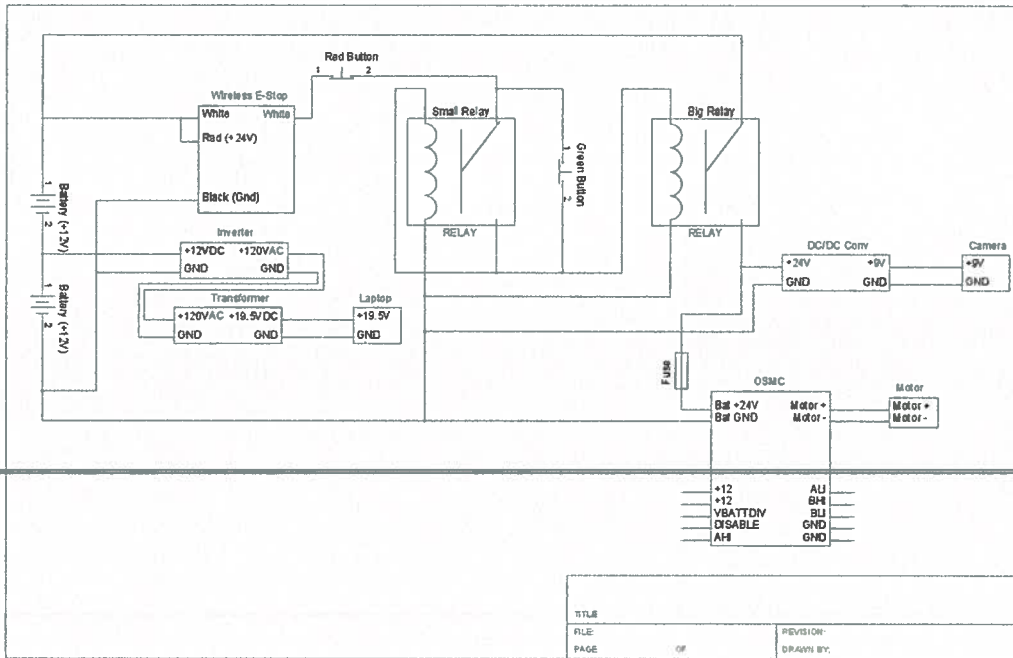 Red Button
1 2
Wireless E-Stop
White White
Red (+24V)
Black (Gnd)
Small Relay
RELAY
1
Green Button
2
Big Relay
RELAY
1
Battery (+12V)
2
1
Battery (+12V)
2
Inverter
+12VDC +120VAC
GND GND
Transformer
+120VAC +19.5VDC
GND GND
Laptop
+19.5V
GND
DC/DC Conv
+24V +9V
GND GND
Camera
+9V
GND
Fuse
OSMC
Bat +24V Motor+
Bat GND Motor-
Motor
Motor+
Motor-
+12 ALI
+12 BHI
VBATTDIV BLI
DISABLE GND
AHI GND
TITLE
FILE: REVISION:
PAGE OF DRAWN BY: